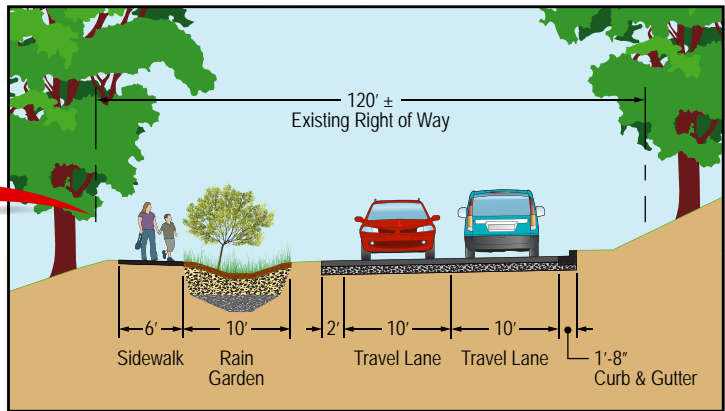 120' ±
Existing Right of Way
6'
10'
2'
10'
10'
Sidewalk
Rain
Garden
Travel Lane
Travel Lane
1'-8"
Curb & Gutter